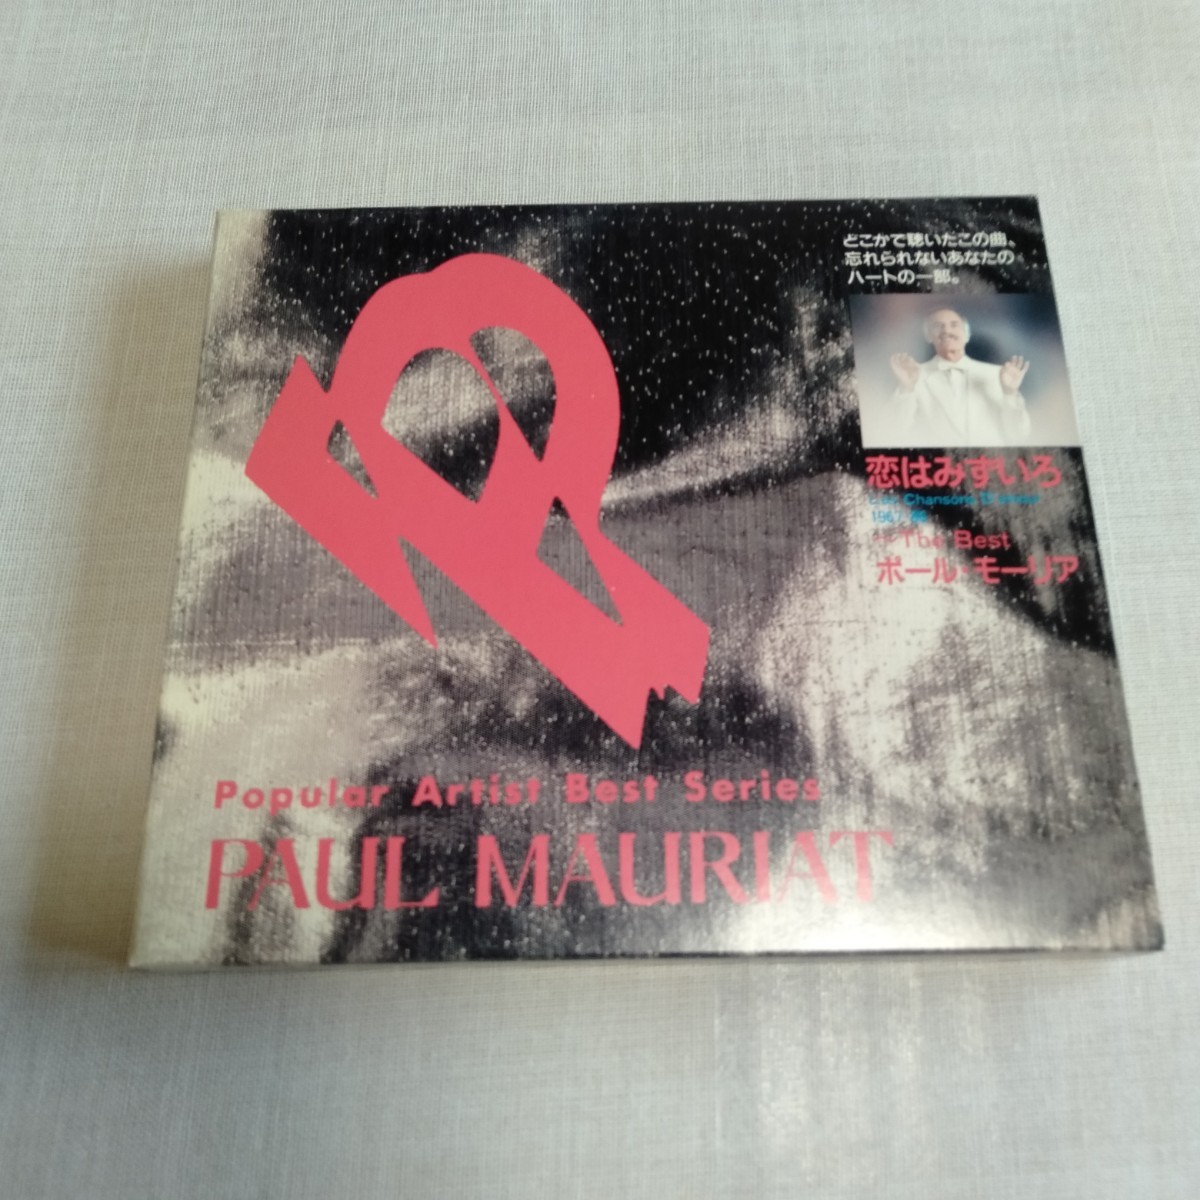 どこかで聴いたこの曲、
忘れられないあなたの
ハートの一部。
恋はみずいろ
Chansons
1967
～The Best
ポール・モーリア
Popular Artist Best Series
PAUL MAURIAT